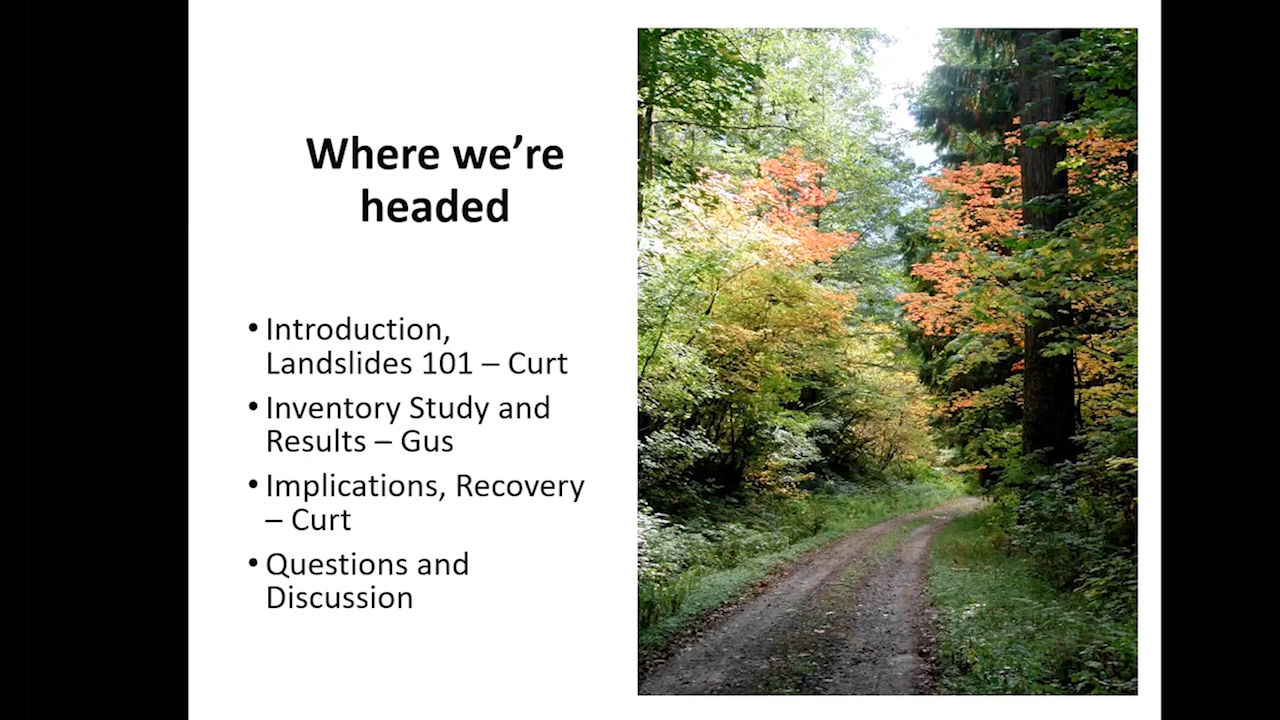 Where we’re
headed
• Introduction,
Landslides 101 – Curt
• Inventory Study and
Results – Gus
• Implications, Recovery
– Curt
• Questions and
Discussion